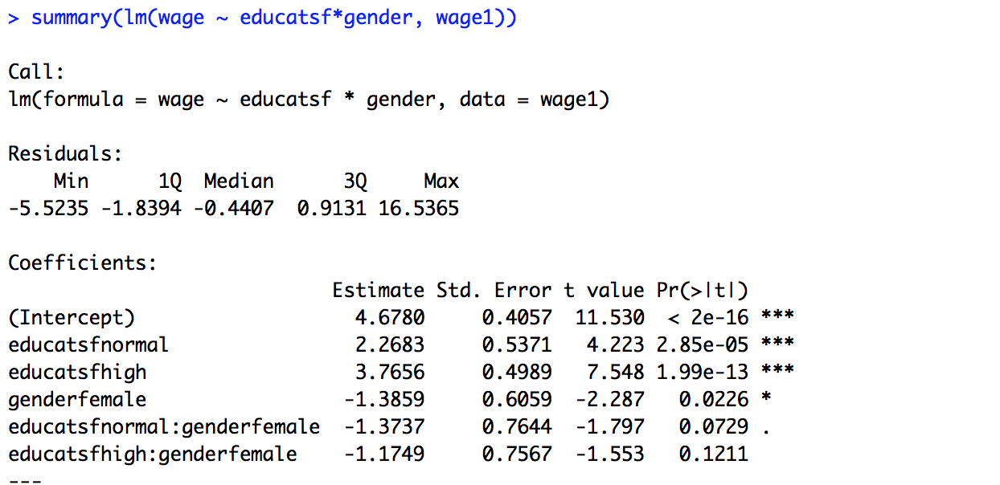 > summary(lm(wage ~ educatsf*gender, wage1))
Call:
lm(formula = wage ~ educatsf * gender, data = wage1)
Residuals:
    Min      1Q  Median      3Q     Max
-5.5235 -1.8394 -0.4407  0.9131 16.5365
Coefficients:
                            Estimate Std. Error t value Pr(>|t|)
(Intercept)                   4.6780     0.4057  11.530  < 2e-16 ***
educatsfnormal                2.2683     0.5371   4.223 2.85e-05 ***
educatsfhigh                  3.7656     0.4989   7.548 1.99e-13 ***
genderfemale                 -1.3859     0.6059  -2.287   0.0226 *
educatsfnormal:genderfemale  -1.3737     0.7644  -1.797   0.0729 .
educatsfhigh:genderfemale    -1.1749     0.7567  -1.553   0.1211
---